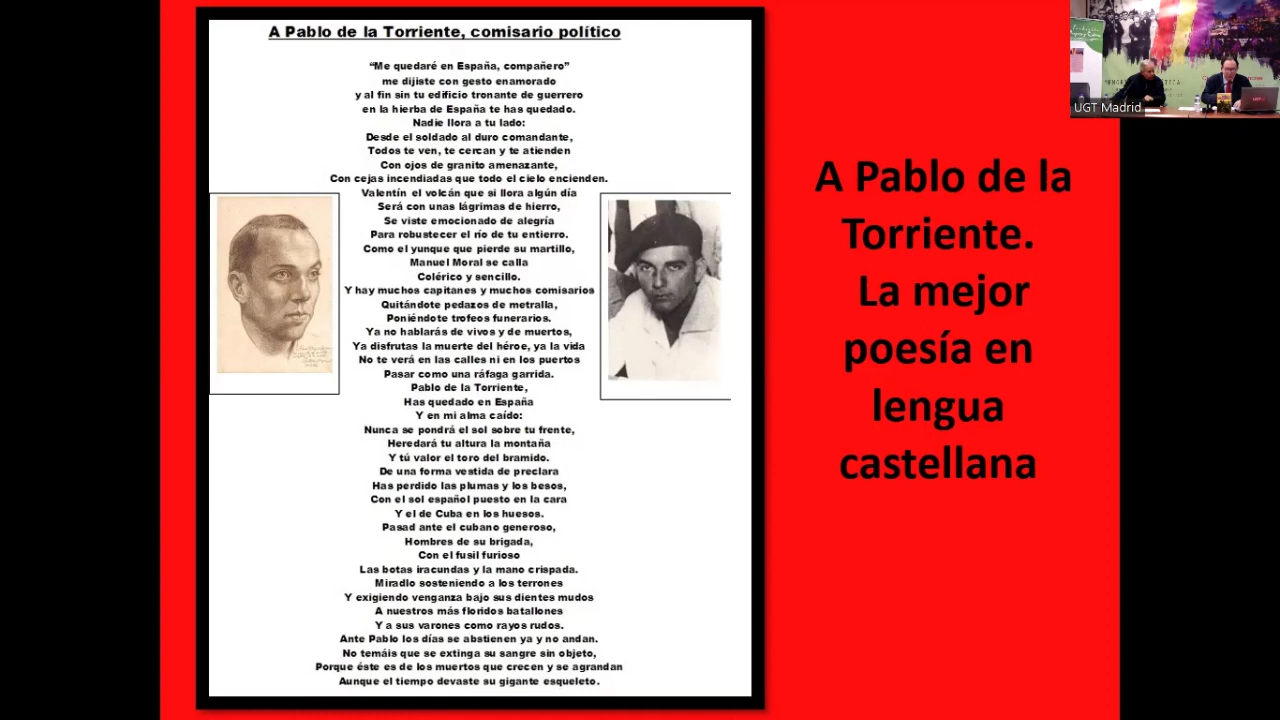 A Pablo de la Torriente, comisario político
“Me quedaré en España, compañero”
me dijiste con gesto enamorado
y al fin sin tu edificio tronante de guerrero
en la hierba de España te has quedado.
Nadie llora a tu lado:
Desde el soldado al duro comandante,
Todos te ven, te cercan y te atienden
Con ojos de granito amenazante,
Con cejas incendiadas que todo el cielo encienden.
Valentín el volcán que si llora algún día
Será con unas lágrimas de hierro,
Se viste emocionado de alegría
Para robustecer el río de tu entierro.
Como el yunque que pierde su martillo,
Manuel Moral se calla
Colérico y sencillo.
Y hay muchos capitanes y muchos comisarios
Quitándote pedazos de metralla,
Poniéndote trofeos funerarios.
Ya no hablarás de vivos y de muertos,
Ya disfrutas la muerte del héroe, ya la vida
No te verá en las calles ni en los puertos
Pasar como una ráfaga garrida.
Pablo de la Torriente,
Has quedado en España
Y en mi alma caído:
Nunca se pondrá el sol sobre tu frente,
Heredará tu altura la montaña
Y tú valor el toro del bramido.
De una forma vestida de preclara
Has perdido las plumas y los besos,
Con el sol español puesto en la cara
Y el de Cuba en los huesos.
Pasad ante el cubano generoso,
Hombres de su brigada,
Con el fusil furioso
Las botas iracundas y la mano crispada.
Miradlo sosteniendo a los terrones
Y exigiendo venganza bajo sus dientes mudos
A nuestros más floridos batallones
Y a sus varones como rayos rudos.
Ante Pablo los días se abstienen ya y no andan.
No temáis que se extinga su sangre sin objeto,
Porque éste es de los muertos que crecen y se agrandan
Aunque el tiempo devaste su gigante esqueleto.
A Pablo de la
Torriente.
La mejor
poesía en
lengua
castellana
UGT Madrid